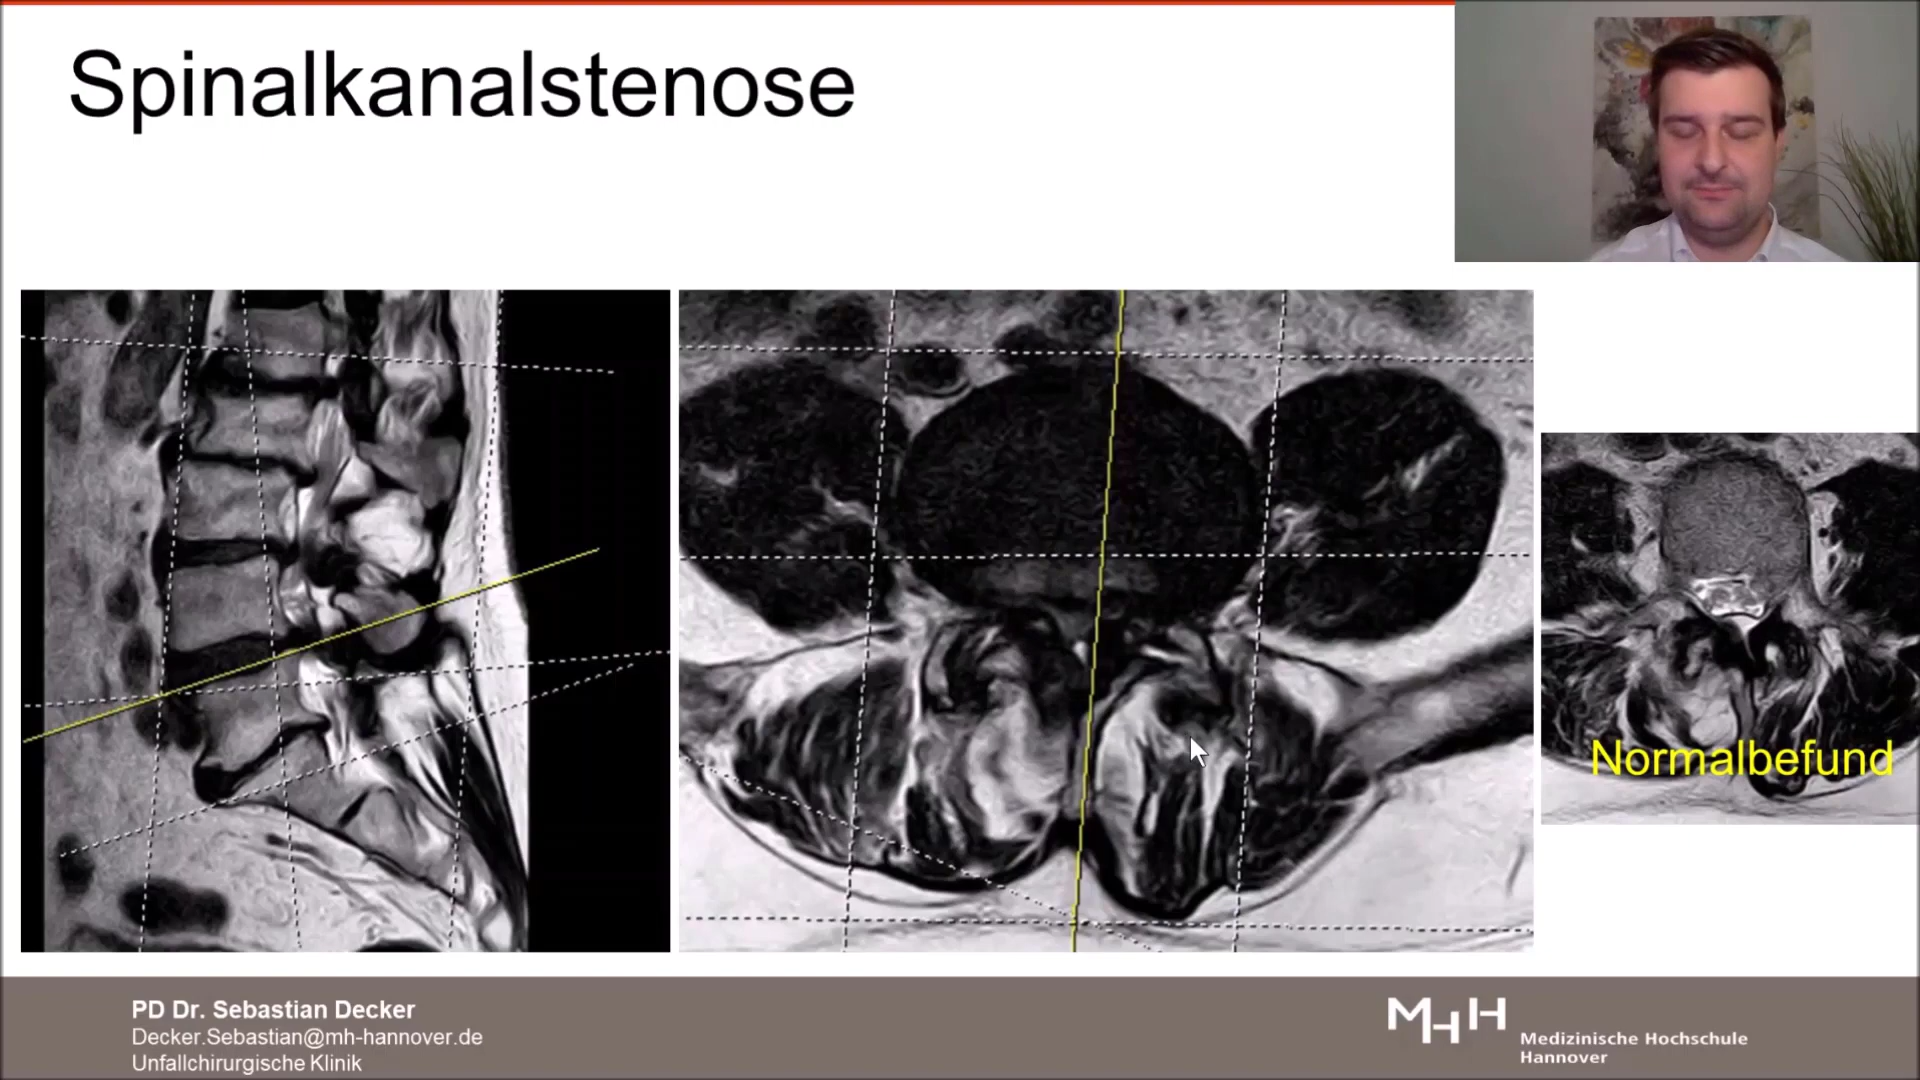 Spinalkanalstenose
Normalbefund
PD Dr. Sebastian Decker
Decker.Sebastian@mh-hannover.de
Unfallchirurgische Klinik
MHH
Medizinische Hochschule
Hannover